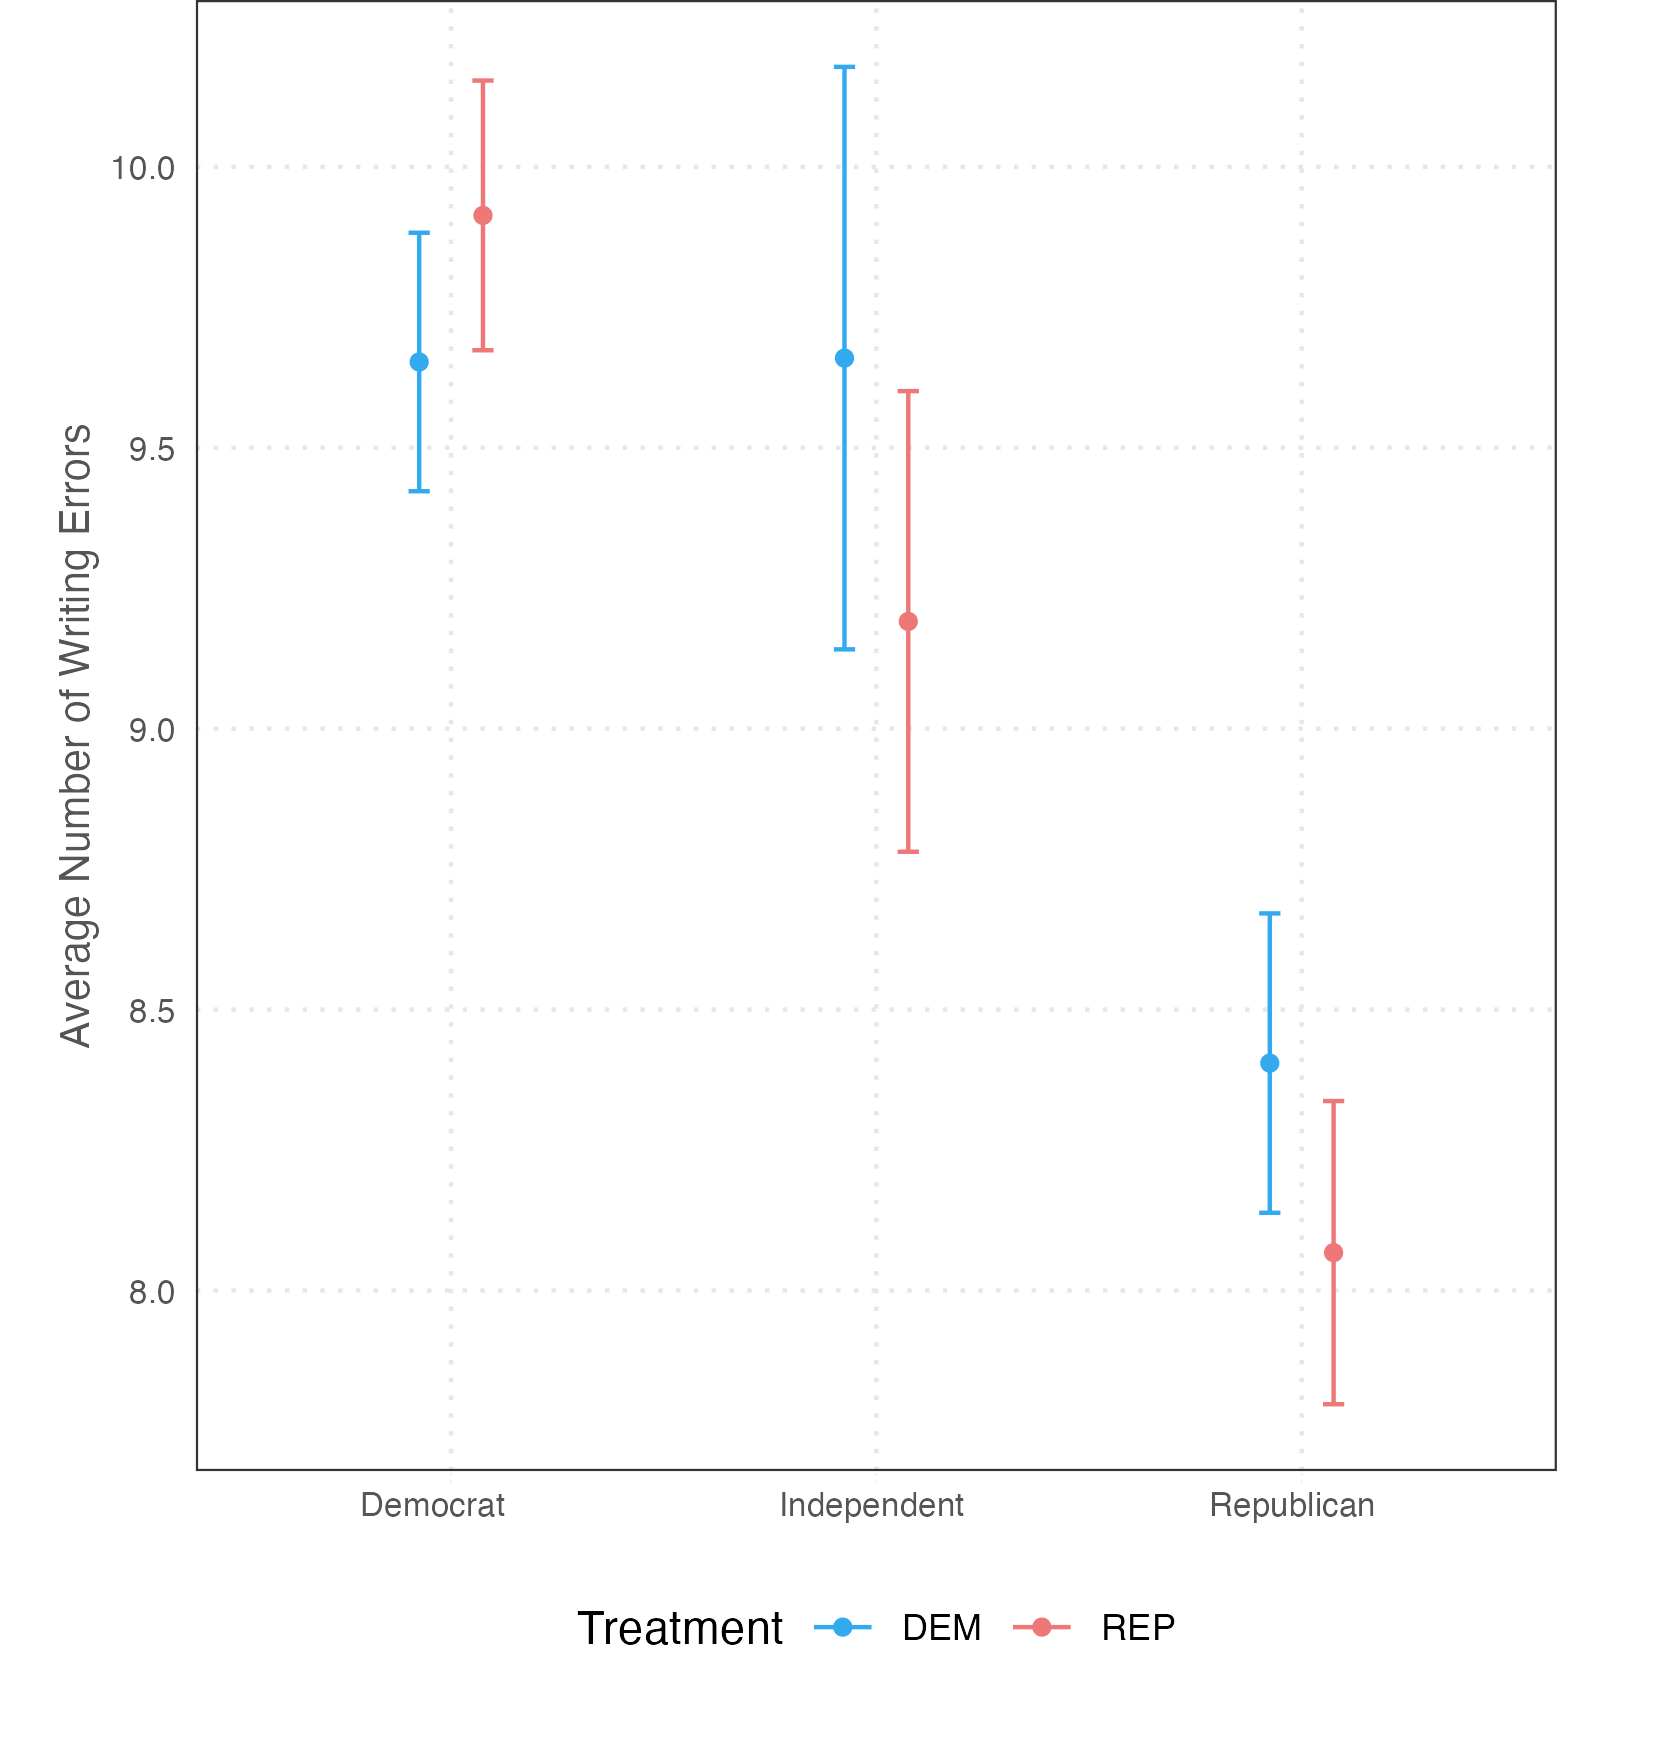 Average Number of Writing Errors
10.0
9.5
9.0
8.5
8.0
Democrat Independent Republican
Treatment DEM REP